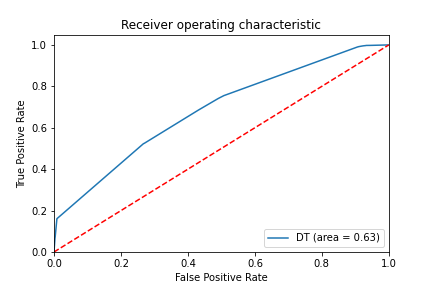 Receiver operating characteristic
True Positive Rate
1.0
0.8
0.6
0.4
0.2
0.0
DT (area = 0.63)
0.0 0.2 0.4 0.6 0.8 1.0
False Positive Rate